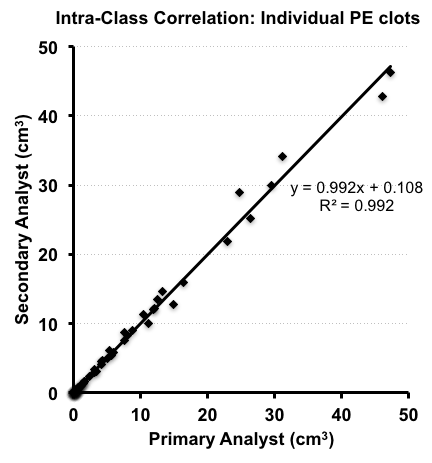 Intra-Class Correlation: Individual PE clots
50
40
30
20
10
0
Secondary Analyst (cm³)
y = 0.992x + 0.108
R² = 0.992
0 10 20 30 40 50
Primary Analyst (cm³)